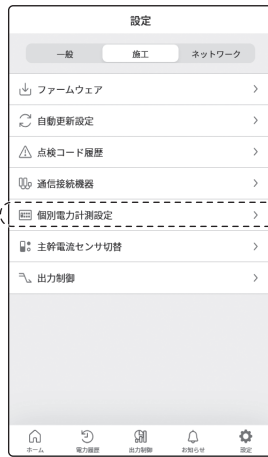 設定
一般 施工 ネットワーク
ファームウェア
自動更新設定
点検コード履歴
通信接続機器
個別電力計測設定
主幹電流センサ切替
出力制御
ホーム 電力履歴 出力制御 お知らせ 設定